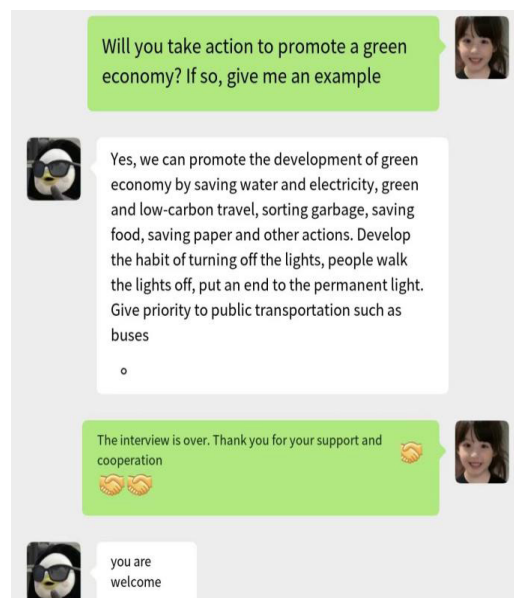 Will you take action to promote a green
economy? If so, give me an example
Yes, we can promote the development of green
economy by saving water and electricity, green
and low-carbon travel, sorting garbage, saving
food, saving paper and other actions. Develop
the habit of turning off the lights, people walk
the lights off, put an end to the permanent light.
Give priority to public transportation such as
buses
。
The interview is over. Thank you for your support and
cooperation
you are
welcome